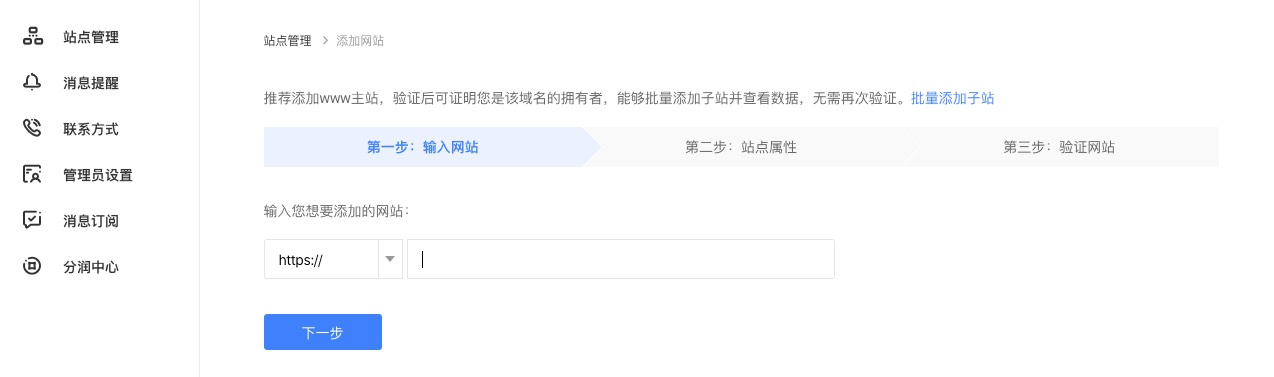 站点管理
消息提醒
联系方式
管理员设置
消息订阅
分润中心
站点管理 > 添加网站
推荐添加www主站，验证后可证明您是该域名的拥有者，能够批量添加子站并查看数据，无需再次验证。批量添加子站
第一步：输入网站 第二步：站点属性 第三步：验证网站
输入您想要添加的网站：
https://
下一步